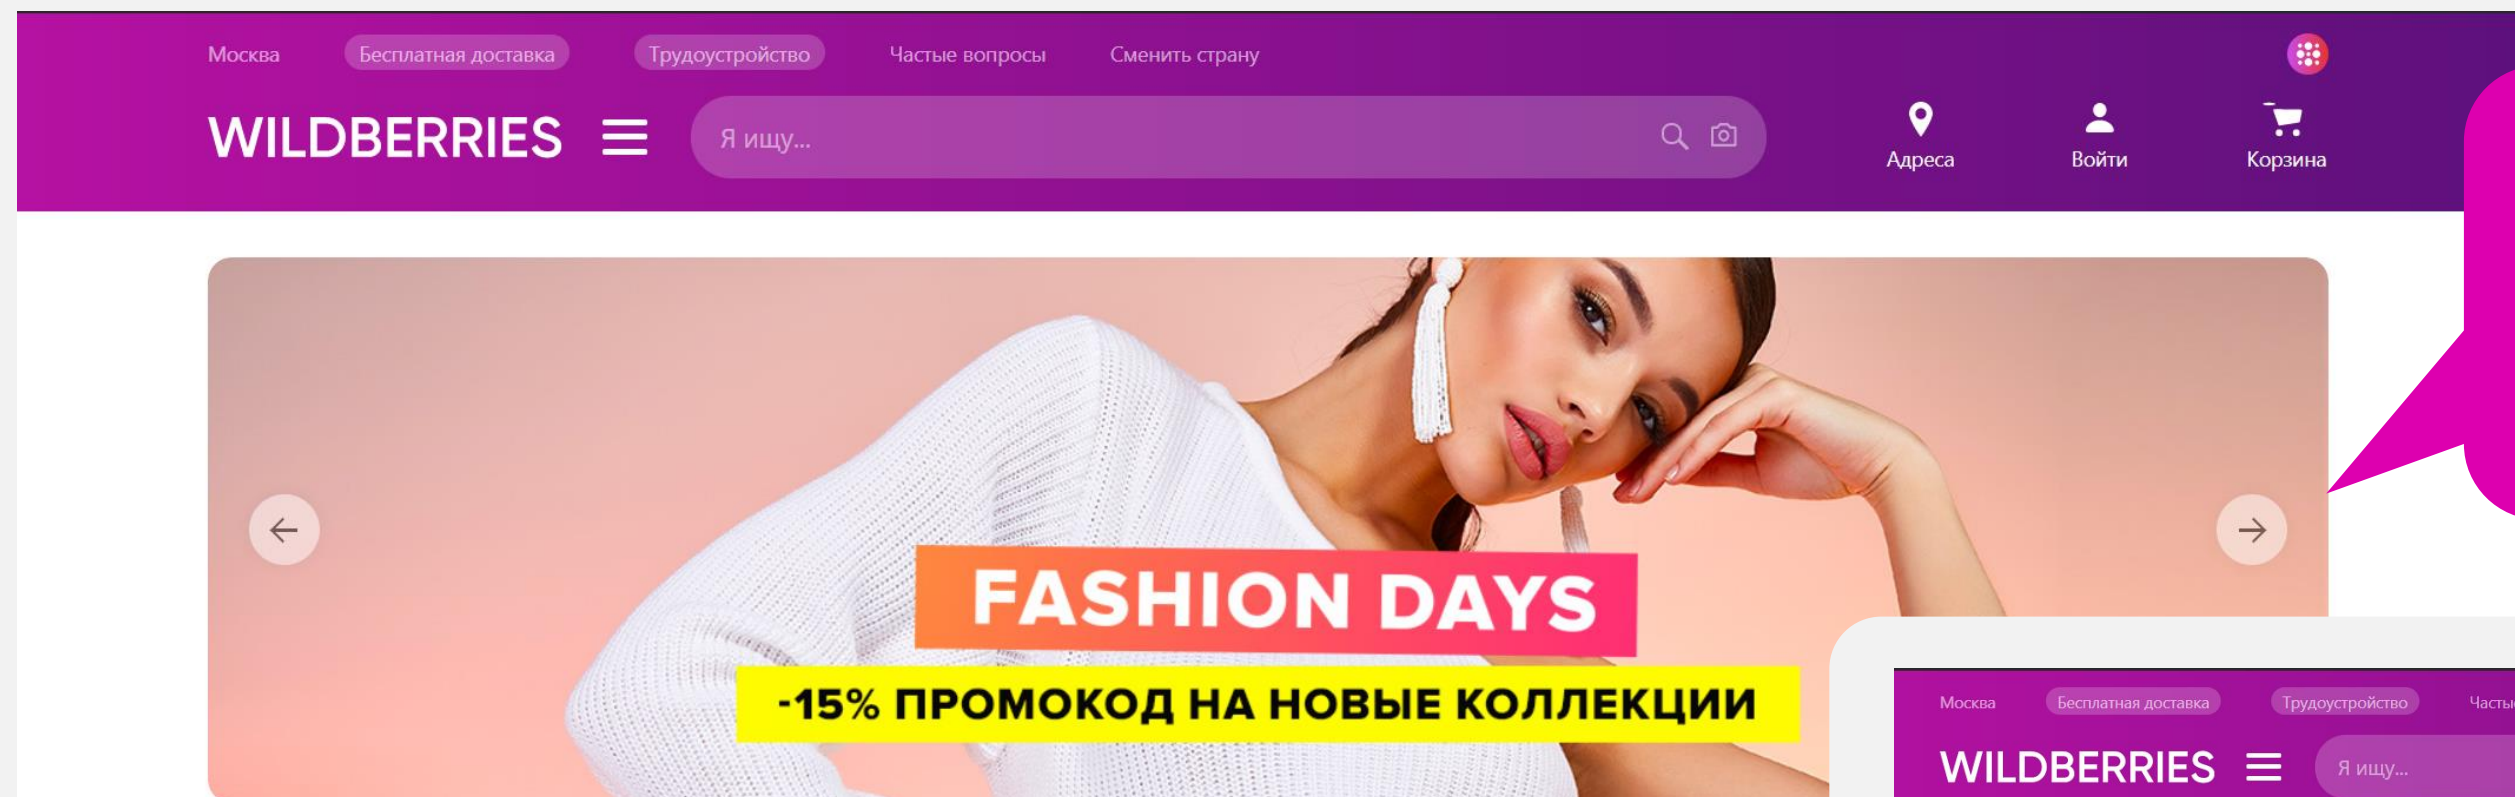 Москва Бесплатная доставка Трудоустройство Частые вопросы Сменить страну
WILDBERRIES Я ищу... Адреса Войти Корзина
FASHION DAYS
-15% ПРОМОКОД НА НОВЫЕ КОЛЛЕКЦИИ
Москва Бесплатная доставка Трудоустройство Часты
WILDBERRIES Я ищу...